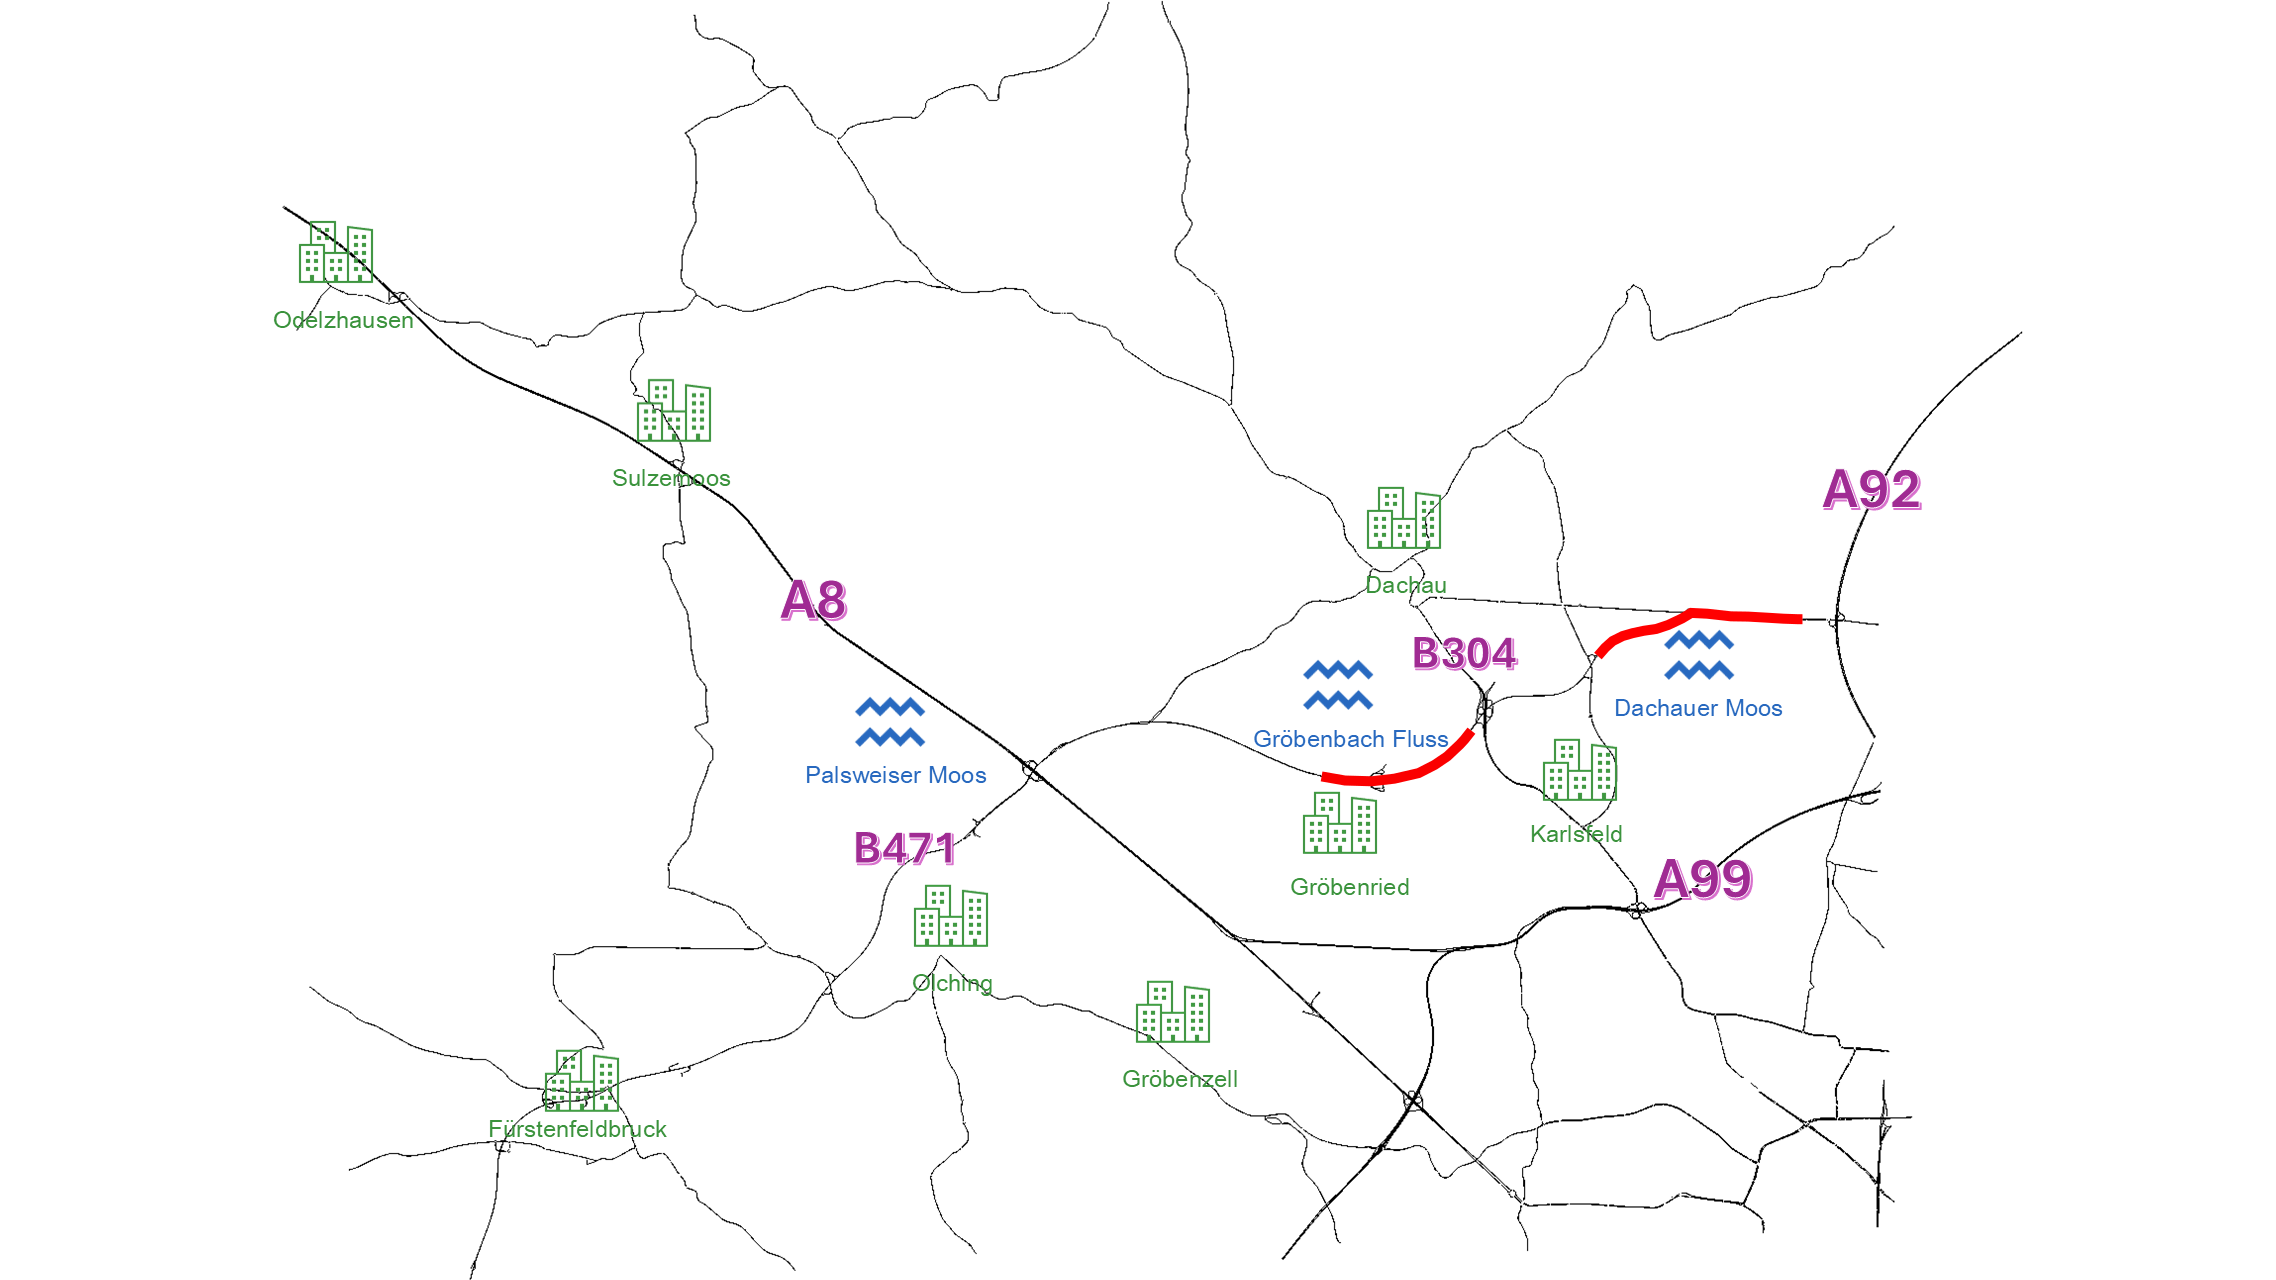 Odelzhausen
Sulzemoos
A92
A8
Dachau
B304
Dachauer Moos
Gröbenbach Fluss
Palsweiser Moos
Karlsfeld
B471
A99
Gröbenried
Olching
Gröbenzell
Fürstenfeldbruck